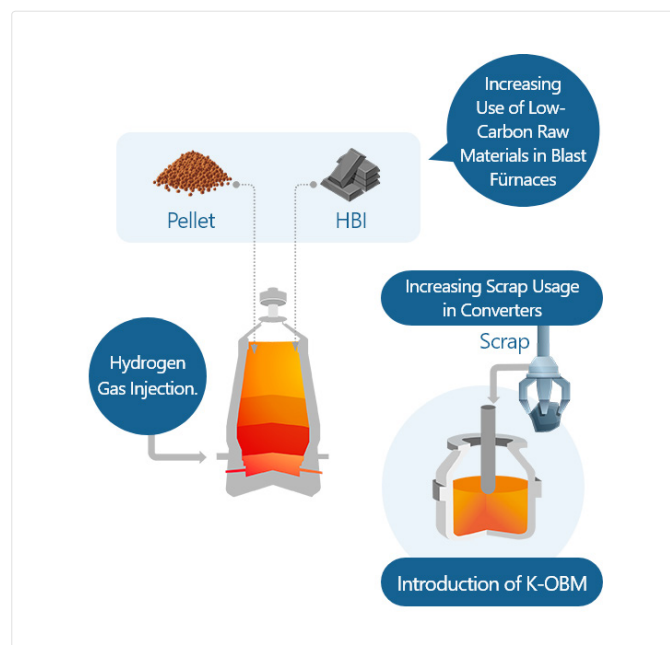 Increasing
Use of Low-
Carbon Raw
Materials in Blast
Fürnaces
Pellet
HBI
Increasing Scrap Usage
in Converters
Scrap
Hydrogen
Gas Injection.
Introduction of K-OBM